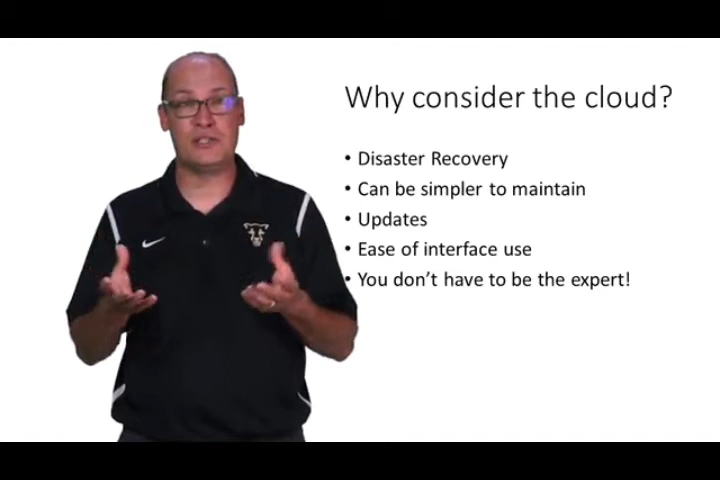 Why consider the cloud?
• Disaster Recovery
• Can be simpler to maintain
• Updates
• Ease of interface use
• You don’t have to be the expert!